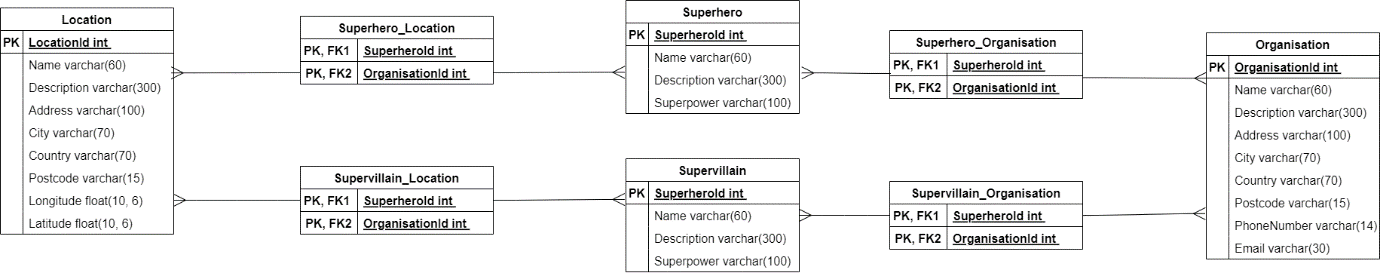 Location
PK LocationId int
Name varchar(60)
Description varchar(300)
Address varchar(100)
City varchar(70)
Country varchar(70)
Postcode varchar(15)
Longitude float(10, 6)
Latitude float(10, 6)
Superhero_Location
PK, FK1 SuperheroId int
PK, FK2 OrganisationId int
Supervillain_Location
PK, FK1 SuperheroId int
PK, FK2 OrganisationId int
Superhero
PK SuperheroId int
Name varchar(60)
Description varchar(300)
Superpower varchar(100)
Supervillain
PK SuperheroId int
Name varchar(60)
Description varchar(300)
Superpower varchar(100)
Superhero_Organisation
PK, FK1 SuperheroId int
PK, FK2 OrganisationId int
Supervillain_Organisation
PK, FK1 SuperheroId int
PK, FK2 OrganisationId int
Organisation
PK OrganisationId int
Name varchar(60)
Description varchar(300)
Address varchar(100)
City varchar(70)
Country varchar(70)
Postcode varchar(15)
PhoneNumber varchar(14)
Email varchar(30)